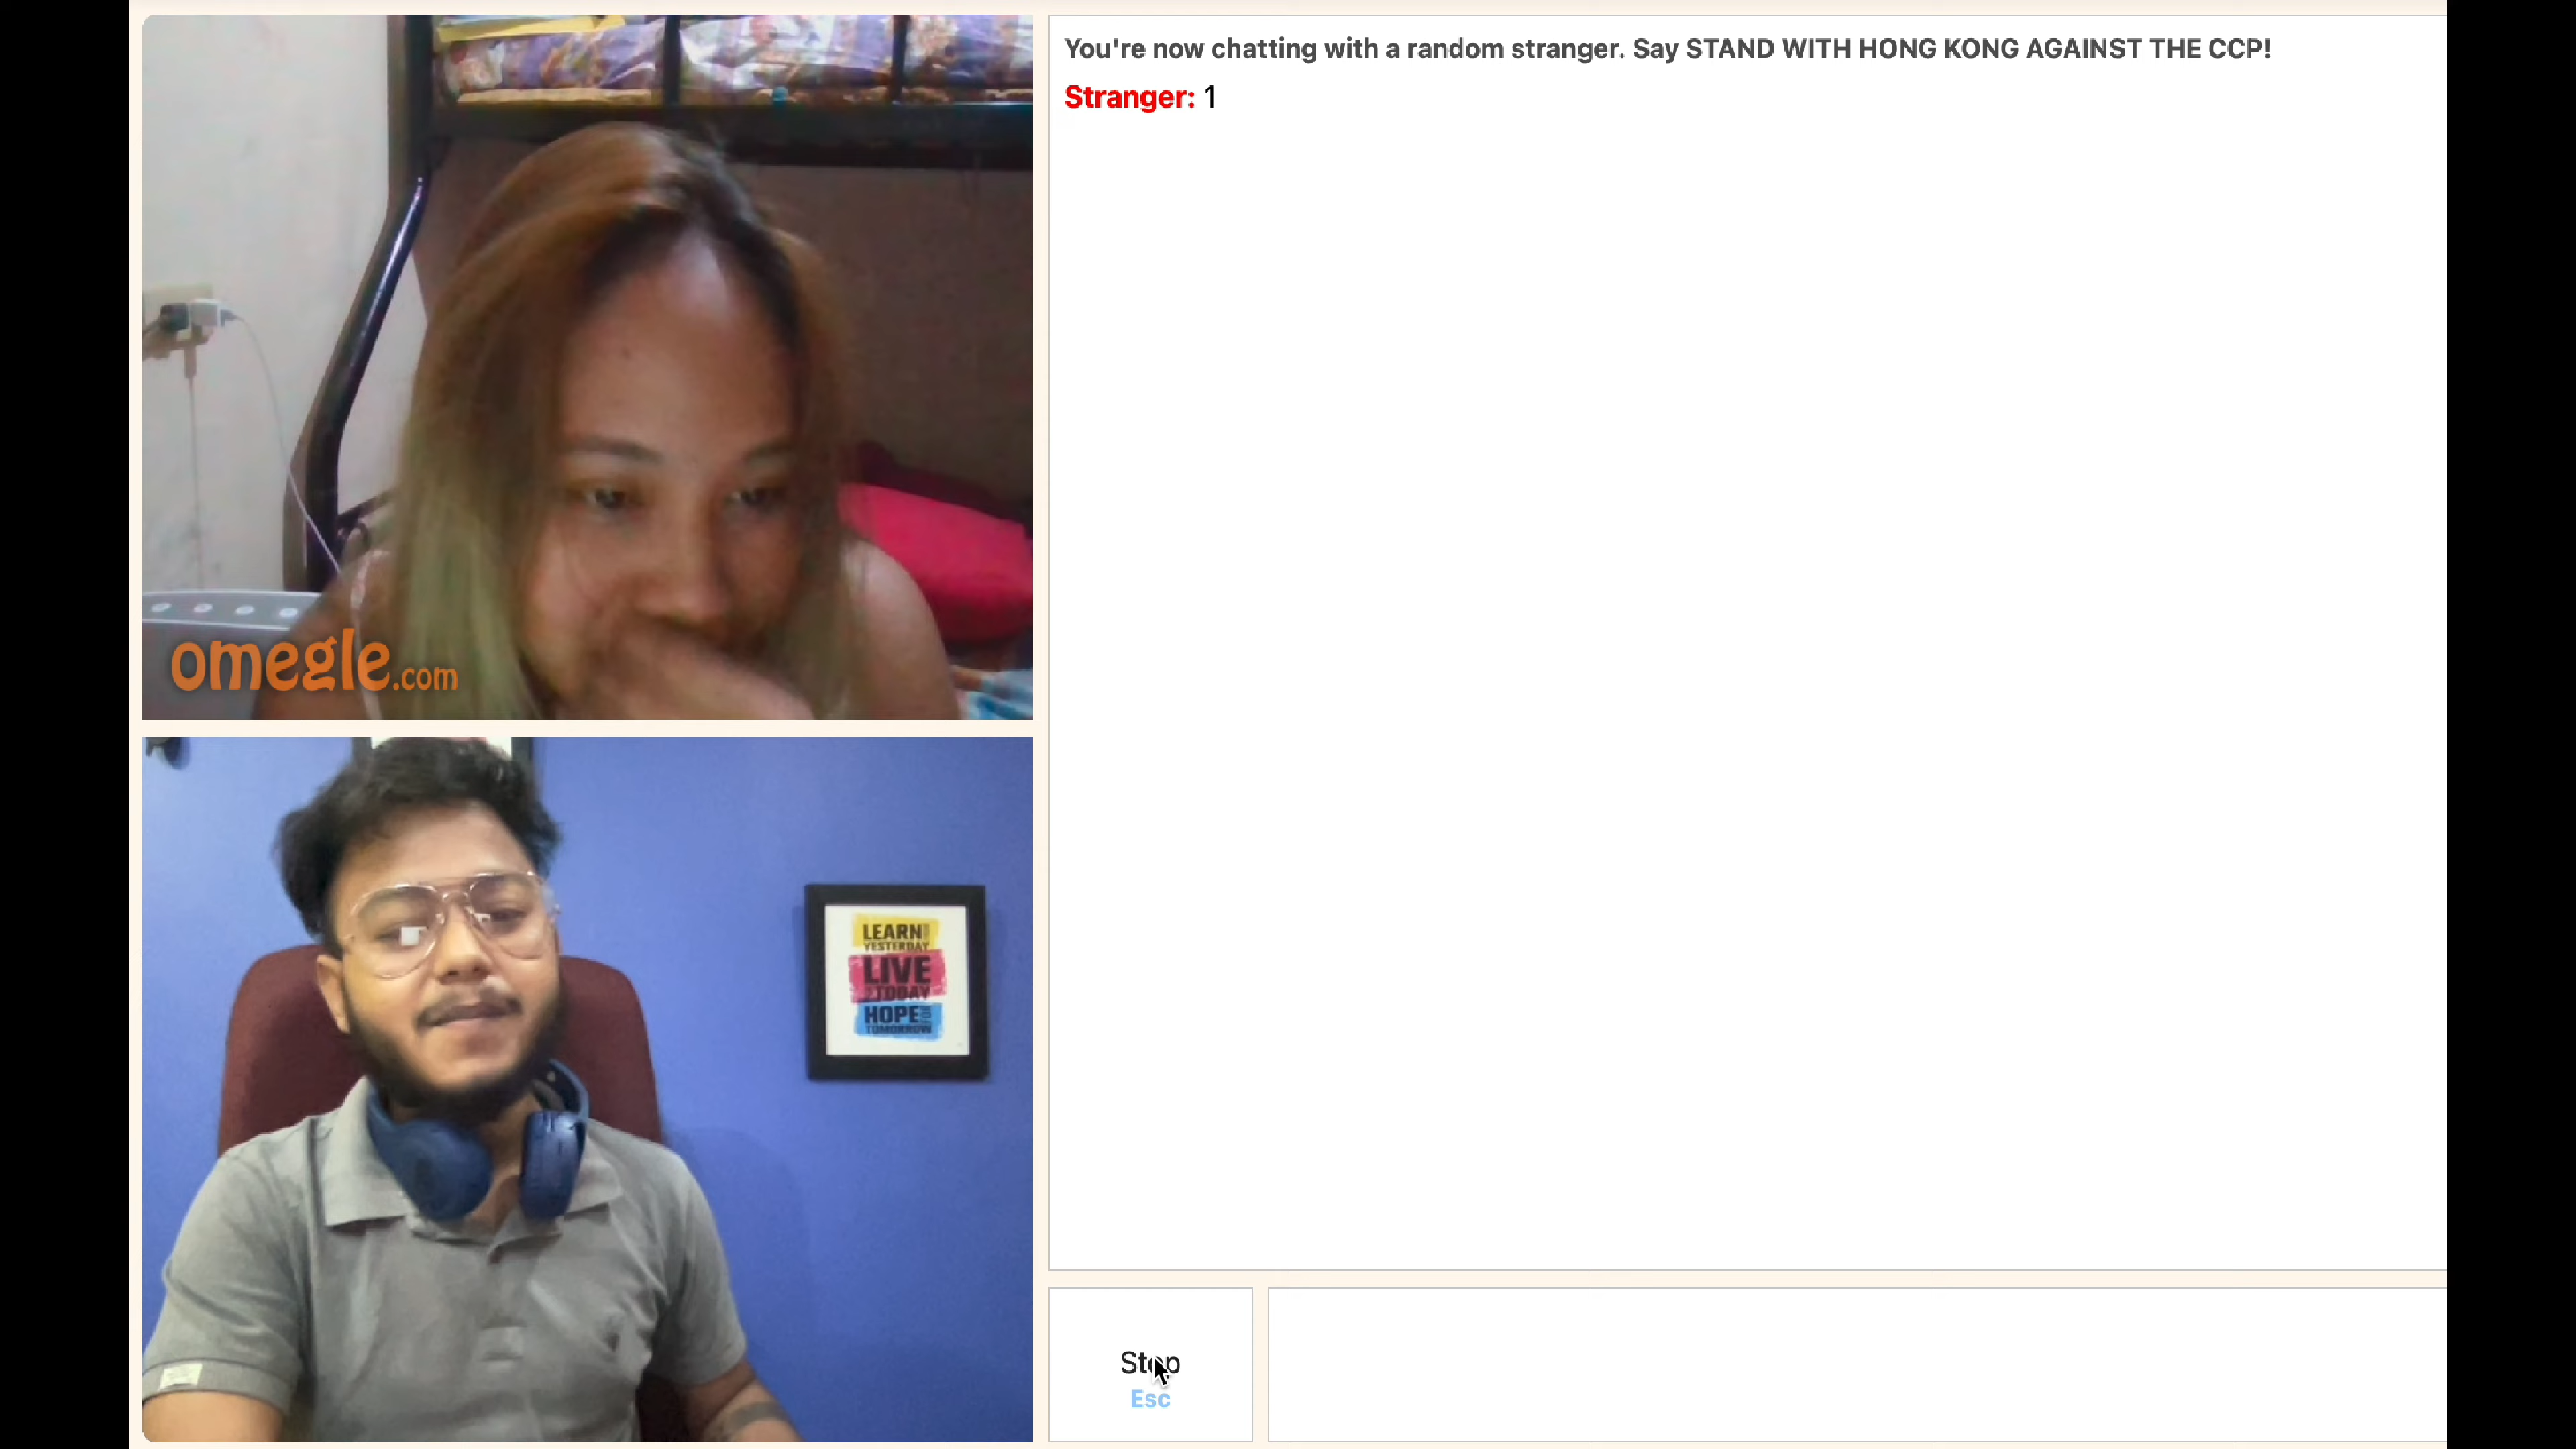 You're now chatting with a random stranger. Say STAND WITH HONG KONG AGAINST THE CCP!
Stranger: 1
omegle.com
LEARN
YESTERDAY
LIVE
TODAY
HOPE
TOMORROW
Stop
Esc